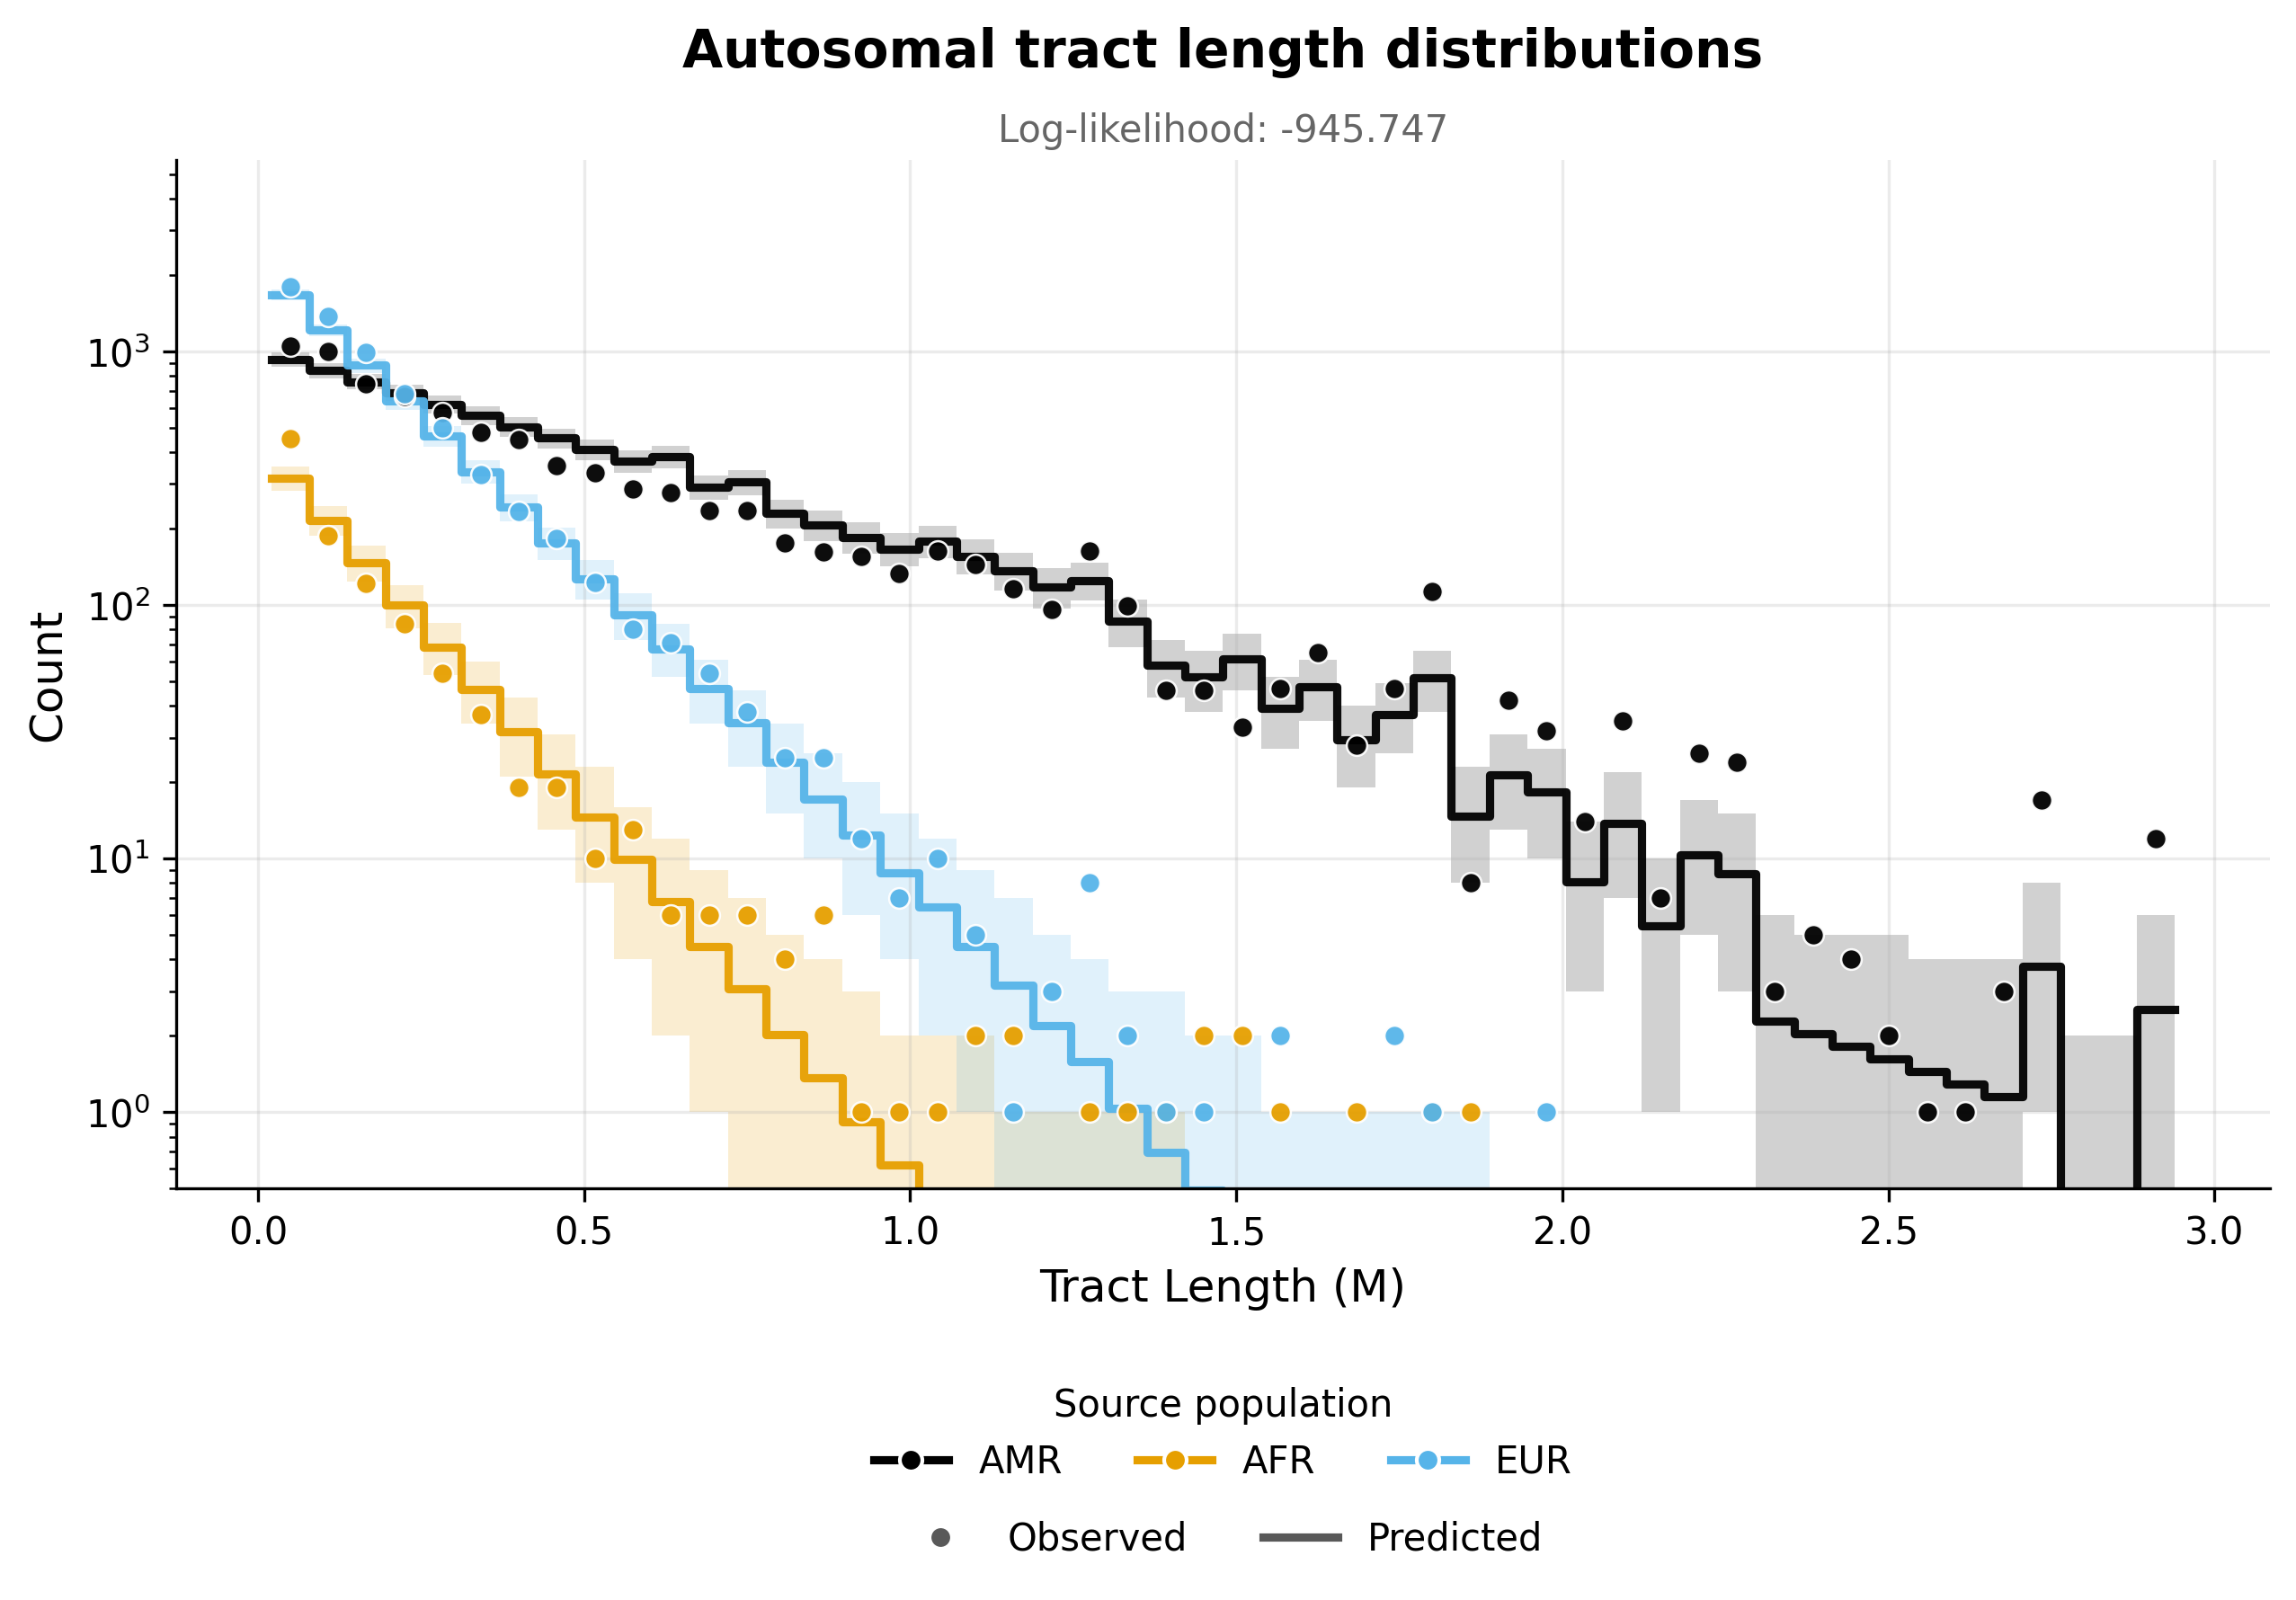 Autosomal tract length distributions
Log-likelihood: -945.747
Count
10³
10²
10¹
10⁰
0.0 0.5 1.0 1.5 2.0 2.5 3.0
Tract Length (M)
Source population
AMR AFR EUR
Observed Predicted